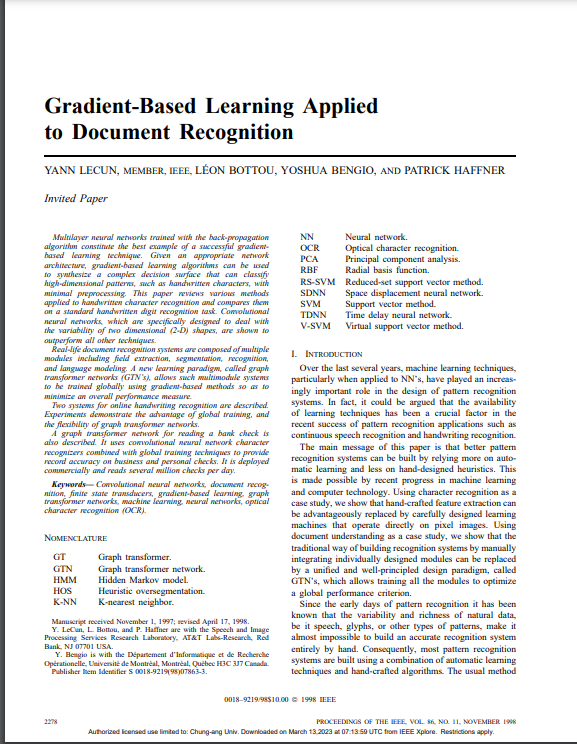 Gradient-Based Learning Applied
to Document Recognition
YANN LECUN, MEMBER, IEEE, LÉON BOTTOU, YOSHUA BENGIO, AND PATRICK HAFFNER
Invited Paper
Multilayer neural networks trained with the back-propagation
algorithm constitute the best example of a successful gradient-
based learning technique. Given an appropriate network
architecture, gradient-based learning algorithms can be used
to synthesize a complex decision surface that can classify
high-dimensional patterns, such as handwritten characters, with
minimal preprocessing. This paper reviews various methods
applied to handwritten character recognition and compares them
on a standard handwritten digit recognition task. Convolutional
neural networks, which are specifically designed to deal with
the variability of two dimensional (2-D) shapes, are shown to
outperform all other techniques.
Real-life document recognition systems are composed of multiple
modules including field extraction, segmentation, recognition,
and language modeling. A new learning paradigm, called graph
transformer networks (GTN's), allows such multimodule systems
to be trained globally using gradient-based methods so as to
minimize an overall performance measure.
Two systems for online handwriting recognition are described.
Experiments demonstrate the advantage of global training, and
the flexibility of graph transformer networks.
A graph transformer network for reading a bank check is
also described. It uses convolutional neural network character
recognizers combined with global training techniques to provide
record accuracy on business and personal checks. It is deployed
commercially and reads several million checks per day.
Keywords— Convolutional neural networks, document recog-
nition, finite state transducers, gradient-based learning, graph
transformer networks, machine learning, neural networks, optical
character recognition (OCR).
NOMENCLATURE
GT Graph transformer.
GTN Graph transformer network.
HMM Hidden Markov model.
HOS Heuristic oversegmentation.
K-NN K-nearest neighbor.
Manuscript received November 1, 1997; revised April 17, 1998.
Y. LeCun, L. Bottou, and P. Haffner are with the Speech and Image
Processing Services Research Laboratory, AT&T Labs-Research, Red
Bank, NJ 07701 USA.
Y. Bengio is with the Département d'Informatique et de Recherche
Opérationelle, Université de Montréal, Montréal, Québec H3C 3J7 Canada.
Publisher Item Identifier S 0018-9219(98)07863-3.
NN Neural network.
OCR Optical character recognition.
PCA Principal component analysis.
RBF Radial basis function.
RS-SVM Reduced-set support vector method.
SDNN Space displacement neural network.
SVM Support vector method.
TDNN Time delay neural network.
V-SVM Virtual support vector method.
I. INTRODUCTION
Over the last several years, machine learning techniques,
particularly when applied to NN's, have played an increas-
ingly important role in the design of pattern recognition
systems. In fact, it could be argued that the availability
of learning techniques has been a crucial factor in the
recent success of pattern recognition applications such as
continuous speech recognition and handwriting recognition.
The main message of this paper is that better pattern
recognition systems can be built by relying more on auto-
matic learning and less on hand-designed heuristics. This
is made possible by recent progress in machine learning
and computer technology. Using character recognition as a
case study, we show that hand-crafted feature extraction can
be advantageously replaced by carefully designed learning
machines that operate directly on pixel images. Using
document understanding as a case study, we show that the
traditional way of building recognition systems by manually
integrating individually designed modules can be replaced
by a unified and well-principled design paradigm, called
GTN's, which allows training all the modules to optimize
a global performance criterion.
Since the early days of pattern recognition it has been
known that the variability and richness of natural data,
be it speech, glyphs, or other types of patterns, make it
almost impossible to build an accurate recognition system
entirely by hand. Consequently, most pattern recognition
systems are built using a combination of automatic learning
techniques and hand-crafted algorithms. The usual method
0018-9219/98$10.00 © 1998 IEEE
2278 PROCEEDINGS OF THE IEEE, VOL. 86, NO. 11, NOVEMBER 1998
Authorized licensed use limited to: Chung-ang Univ. Downloaded on March 13,2023 at 07:13:59 UTC from IEEE Xplore. Restrictions apply.